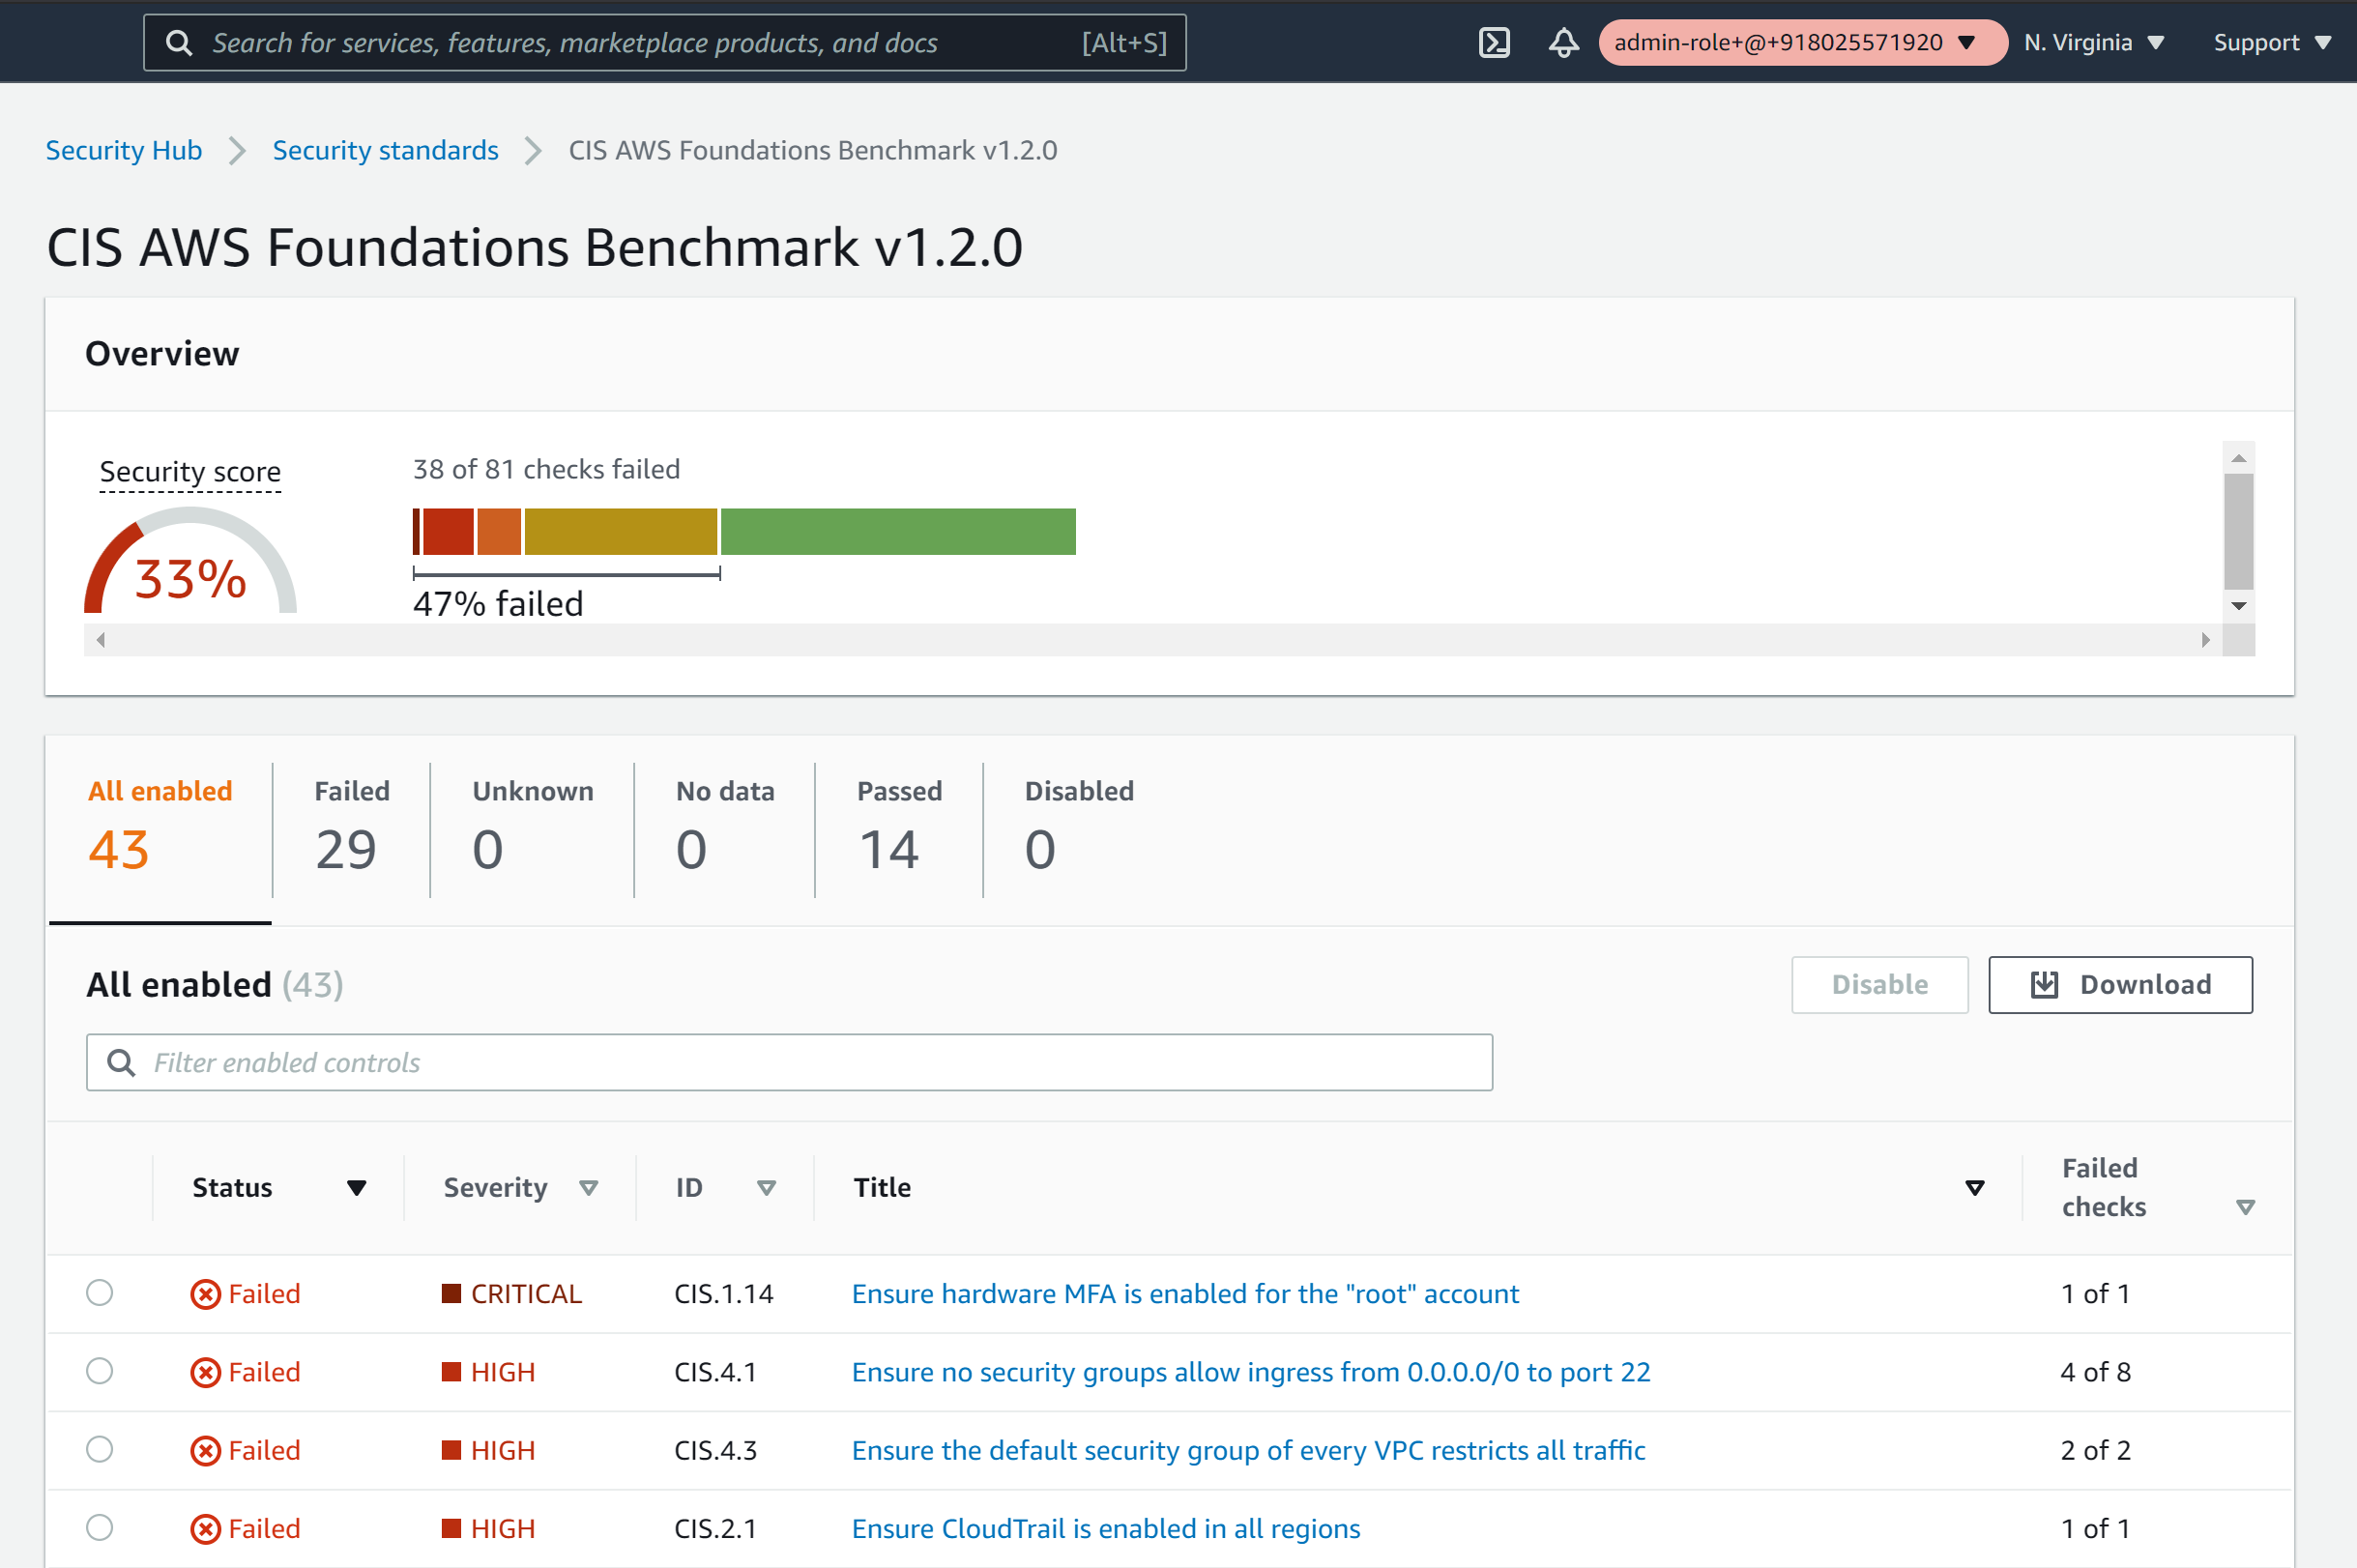 Search for services, features, marketplace products, and docs [Alt+S] admin-role+@+918025571920 N. Virginia Support
Security Hub Security standards CIS AWS Foundations Benchmark v1.2.0
CIS AWS Foundations Benchmark v1.2.0
Overview
Security score
33%
38 of 81 checks failed
47% failed
All enabled Failed Unknown No data Passed Disabled
43 29 0 0 14 0
All enabled (43) Disable Download
Filter enabled controls
Status Severity ID Title Failed checks
Failed CRITICAL CIS.1.14 Ensure hardware MFA is enabled for the "root" account 1 of 1
Failed HIGH CIS.4.1 Ensure no security groups allow ingress from 0.0.0.0/0 to port 22 4 of 8
Failed HIGH CIS.4.3 Ensure the default security group of every VPC restricts all traffic 2 of 2
Failed HIGH CIS.2.1 Ensure CloudTrail is enabled in all regions 1 of 1